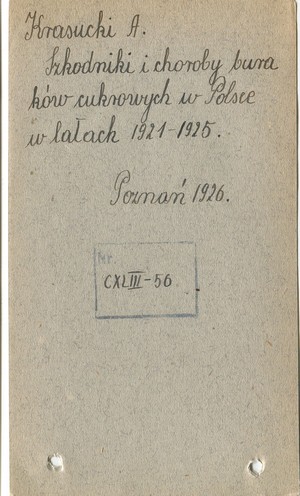 Krasucki A.
Szkodniki i choroby bura
ków cukrowych w Polsce
w latach 1921-1925.
Poznań 1926.
Nr.
CXLIII-56